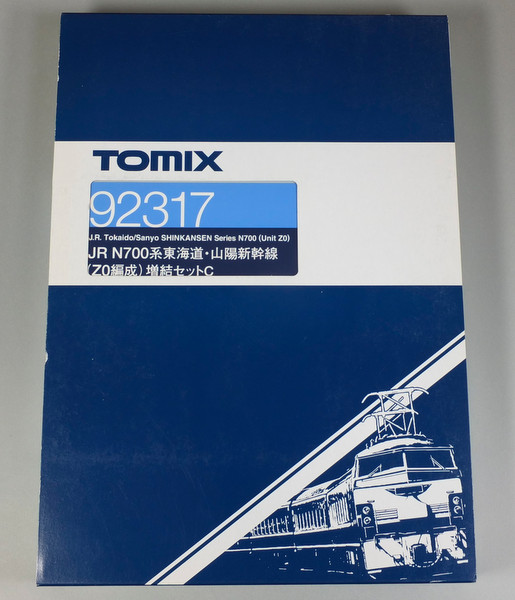 TOMIX
92317
J.R. Tokaido/Sanyo SHINKANSEN Series N700 (Unit Z0)
JR N700系東海道・山陽新幹線
(Z0編成)増結セットC